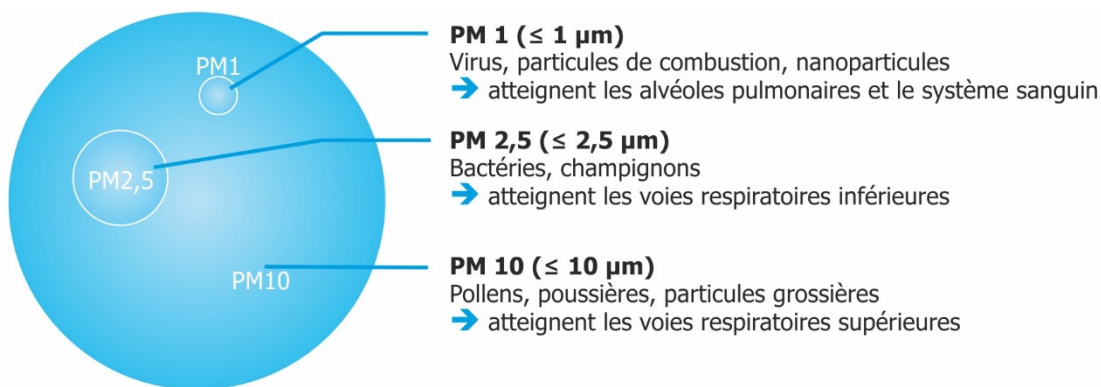 PM1
PM2,5
PM10
PM 1 (≤ 1 µm)
Virus, particules de combustion, nanoparticules
➔ atteignent les alvéoles pulmonaires et le système sanguin
PM 2,5 (≤ 2,5 µm)
Bactéries, champignons
➔ atteignent les voies respiratoires inférieures
PM 10 (≤ 10 µm)
Pollens, poussières, particules grossières
➔ atteignent les voies respiratoires supérieures